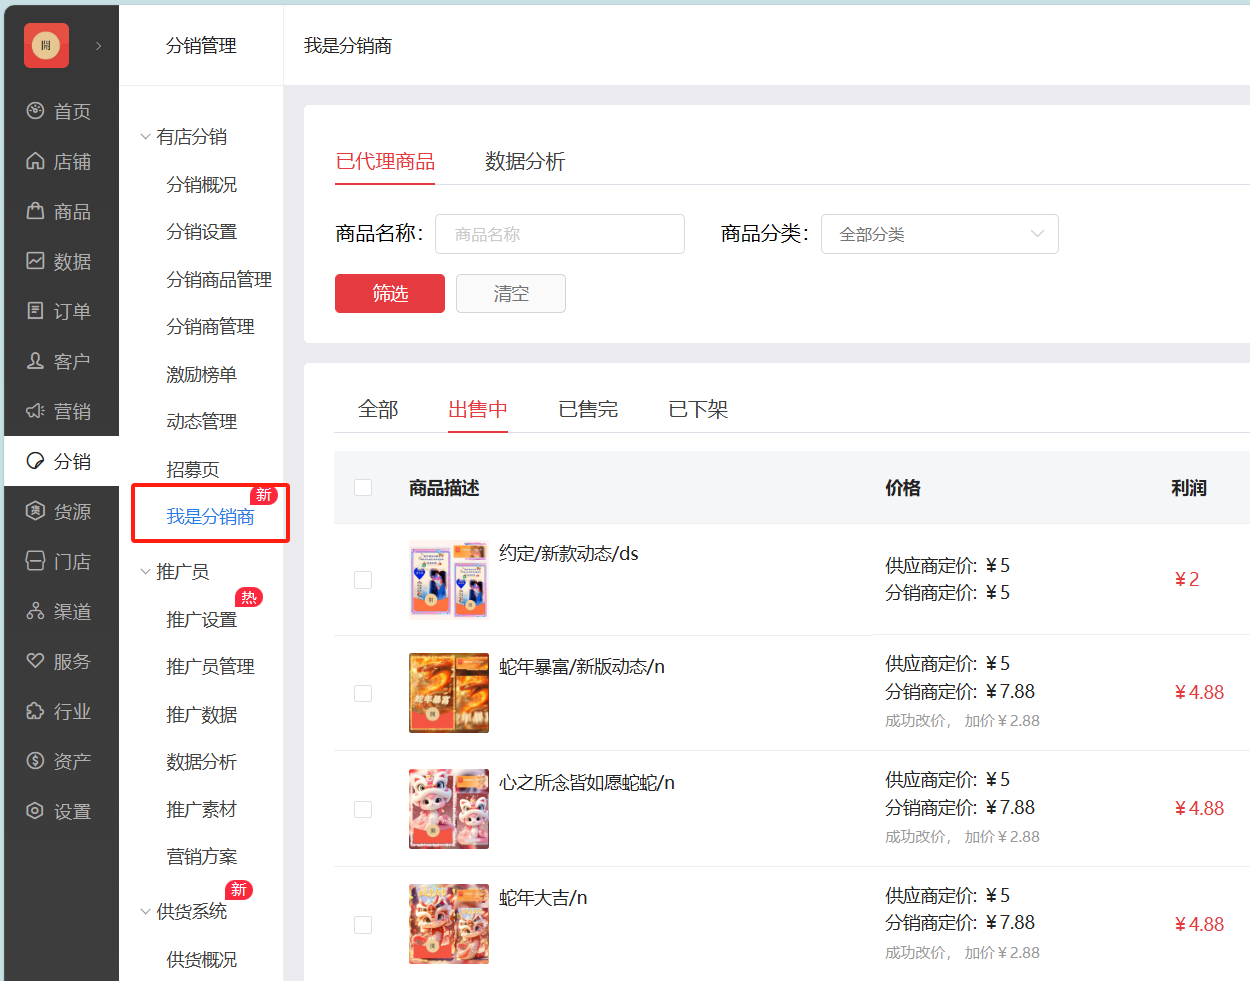 開
首页
店铺
商品
数据
订单
客户
营销
分销
货源
门店
渠道
服务
行业
资产
设置
分销管理
有店分销
分销概况
分销设置
分销商品管理
分销商管理
激励榜单
动态管理
招募页
新
我是分销商
推广员
热
推广设置
推广员管理
推广数据
数据分析
推广素材
营销方案
新
供货系统
供货概况
我是分销商
已代理商品 数据分析
商品名称： 商品名称 商品分类： 全部分类
筛选 清空
全部 出售中 已售完 已下架
商品描述 价格 利润
约定/新款动态/ds
供应商定价：¥5
分销商定价：¥5
¥2
蛇年暴富/新版动态/n
供应商定价：¥5
分销商定价：¥7.88
成功改价， 加价¥2.88
¥4.88
心之所念皆如愿蛇蛇/n
供应商定价：¥5
分销商定价：¥7.88
成功改价， 加价¥2.88
¥4.88
蛇年大吉/n
供应商定价：¥5
分销商定价：¥7.88
成功改价， 加价¥2.88
¥4.88